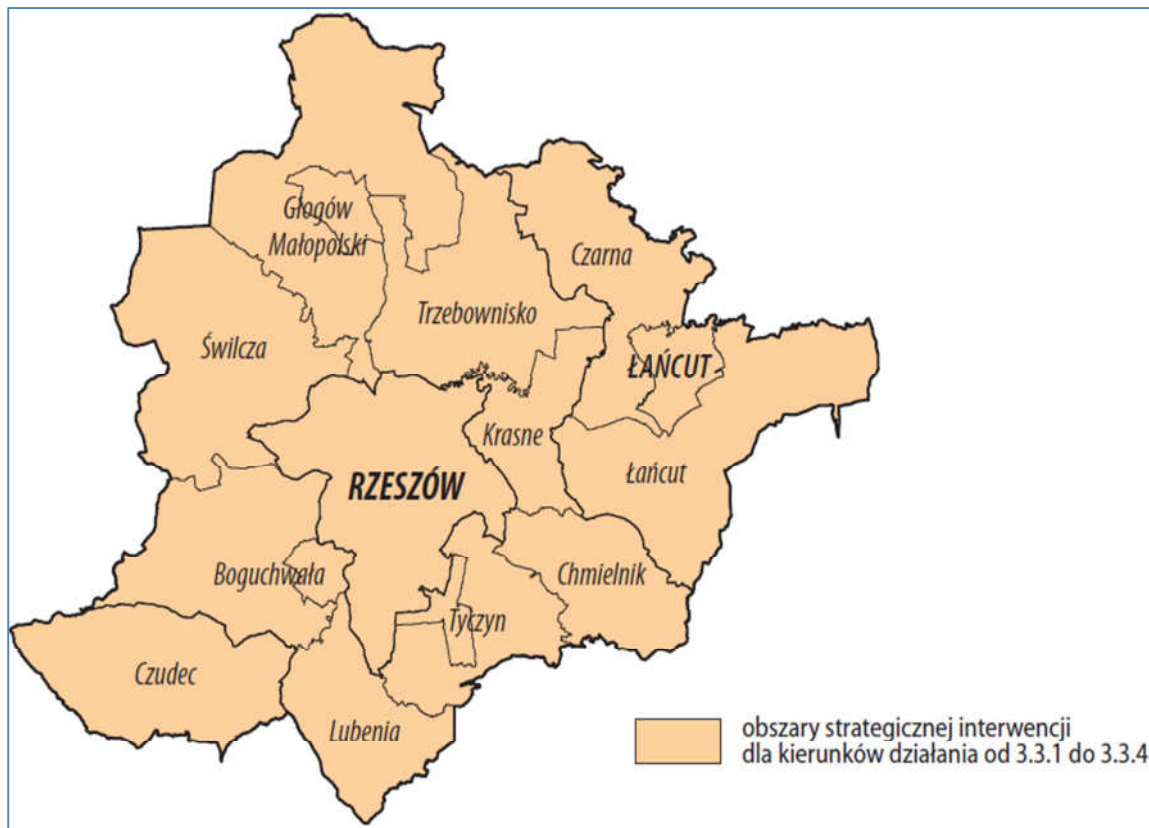 Głogów
Małopolski
Czarna
Trzebownisko
Świlcza
ŁAŃCUT
Krasne
Łańcut
RZESZÓW
Boguchwała
Chmielnik
Tyczyn
Czudec
Lubenia
obszary strategicznej interwencji
dla kierunków działania od 3.3.1 do 3.3.4